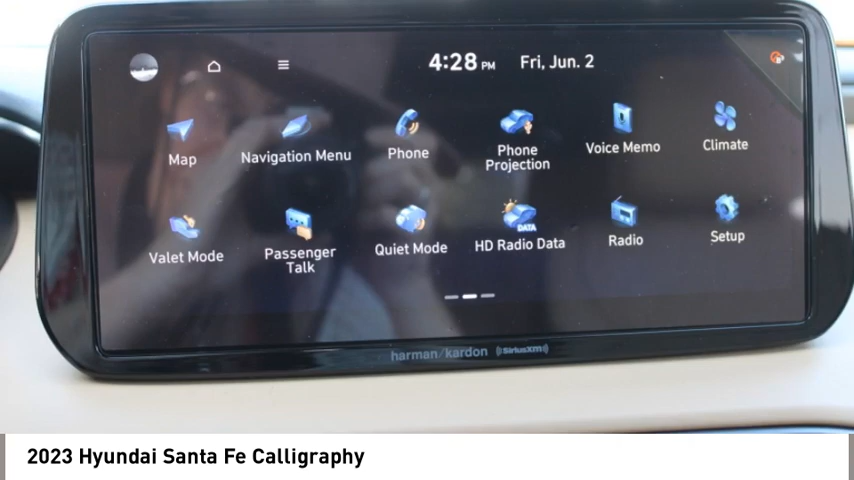 4:28 PM Fri, Jun. 2
Map
Navigation Menu
Phone
Phone
Projection
Voice Memo
Climate
Valet Mode
Passenger
Talk
Quiet Mode
DATA
HD Radio Data
Radio
Setup
harman/kardon ((SiriusXM))
2023 Hyundai Santa Fe Calligraphy